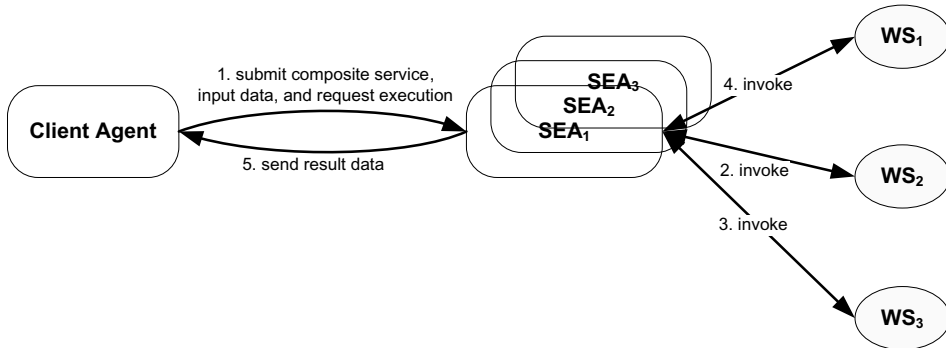 WS₁
1. submit composite service,
input data, and request execution
SEA₃
4. invoke
SEA₂
Client Agent
SEA₁
5. send result data
2. invoke
WS₂
3. invoke
WS₃